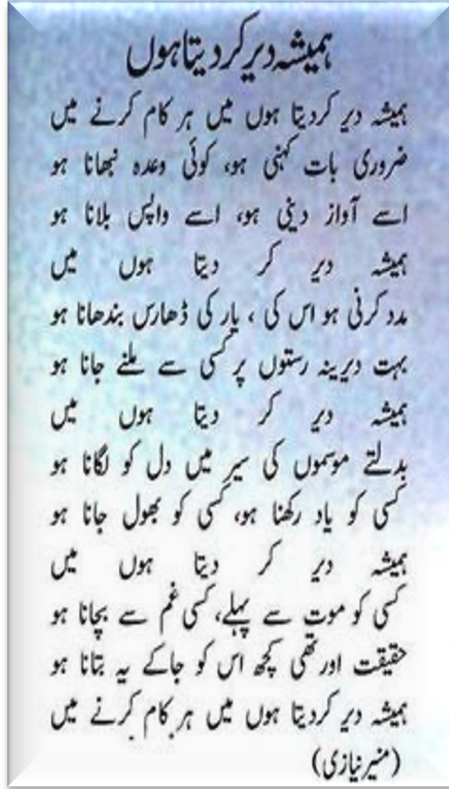 ہمیشہ دیر کر دیتا ہوں
ہمیشہ دیر کردیتا ہوں میں ہر کام کرنے میں
ضروری بات کہنی ہو، کوئی وعدہ نبھانا ہو
اسے آواز دینی ہو، اسے واپس بلانا ہو
ہمیشہ دیر کر دیتا ہوں میں
مدد کرنی ہو اس کی ، یار کی ڈھارس بندھانا ہو
بہت دیرینہ رستوں پر کسی سے ملنے جانا ہو
ہمیشہ دیر کر دیتا ہوں میں
بدلتے موسموں کی سیر میں دل کو لگانا ہو
کسی کو یاد رکھنا ہو، کسی کو بھول جانا ہو
ہمیشہ دیر کر دیتا ہوں میں
کسی کو موت سے پہلے، کسی غم سے بچانا ہو
حقیقت اور تھی کچھ اس کو جاکے یہ بتانا ہو
ہمیشہ دیر کردیتا ہوں میں ہر کام کرنے میں
(منیر نیازی)